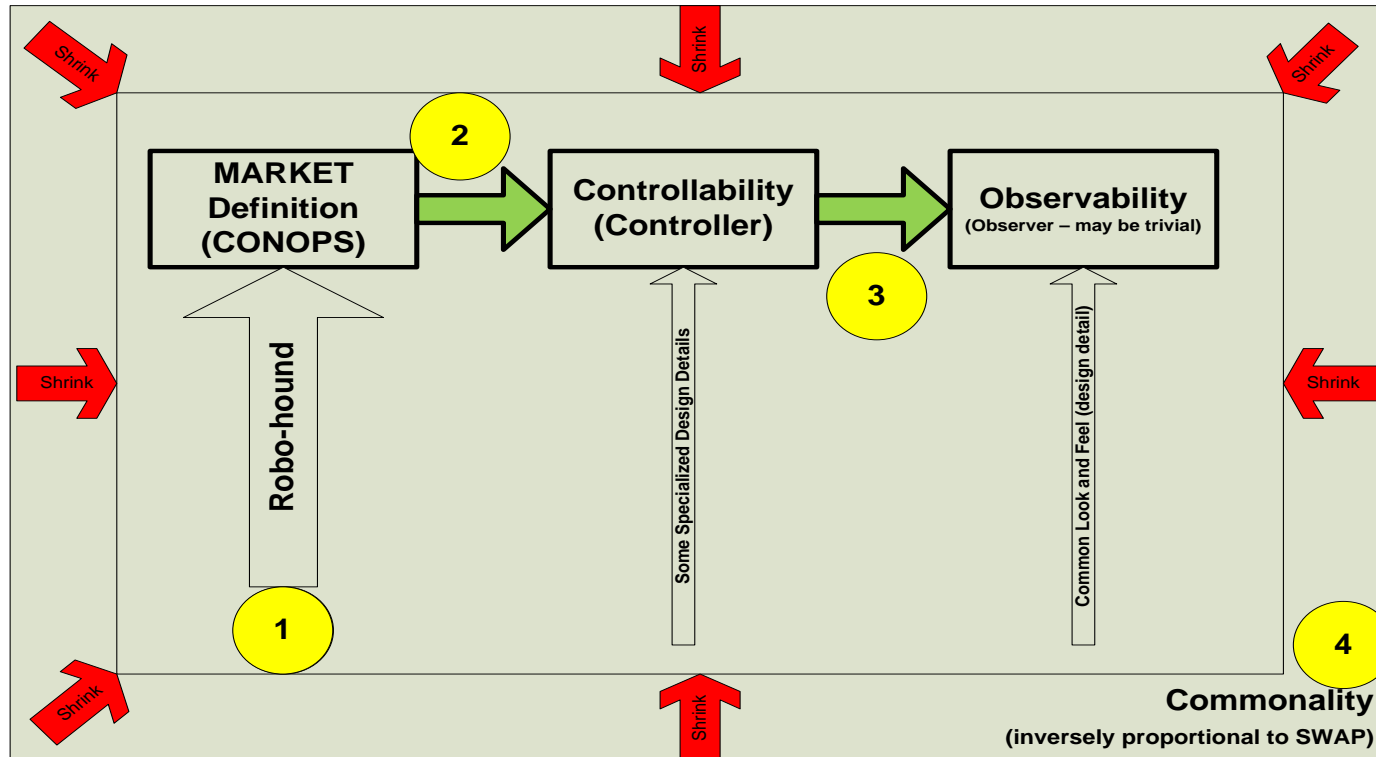 Shrink
Shrink
Shrink
2
MARKET
Definition
(CONOPS)
Controllability
(Controller)
Observability
(Observer – may be trivial)
3
Shrink
Robo-hound
Some Specialized Design Details
Common Look and Feel (design detail)
Shrink
1
4
Shrink
Shrink
Commonality
(inversely proportional to SWAP)